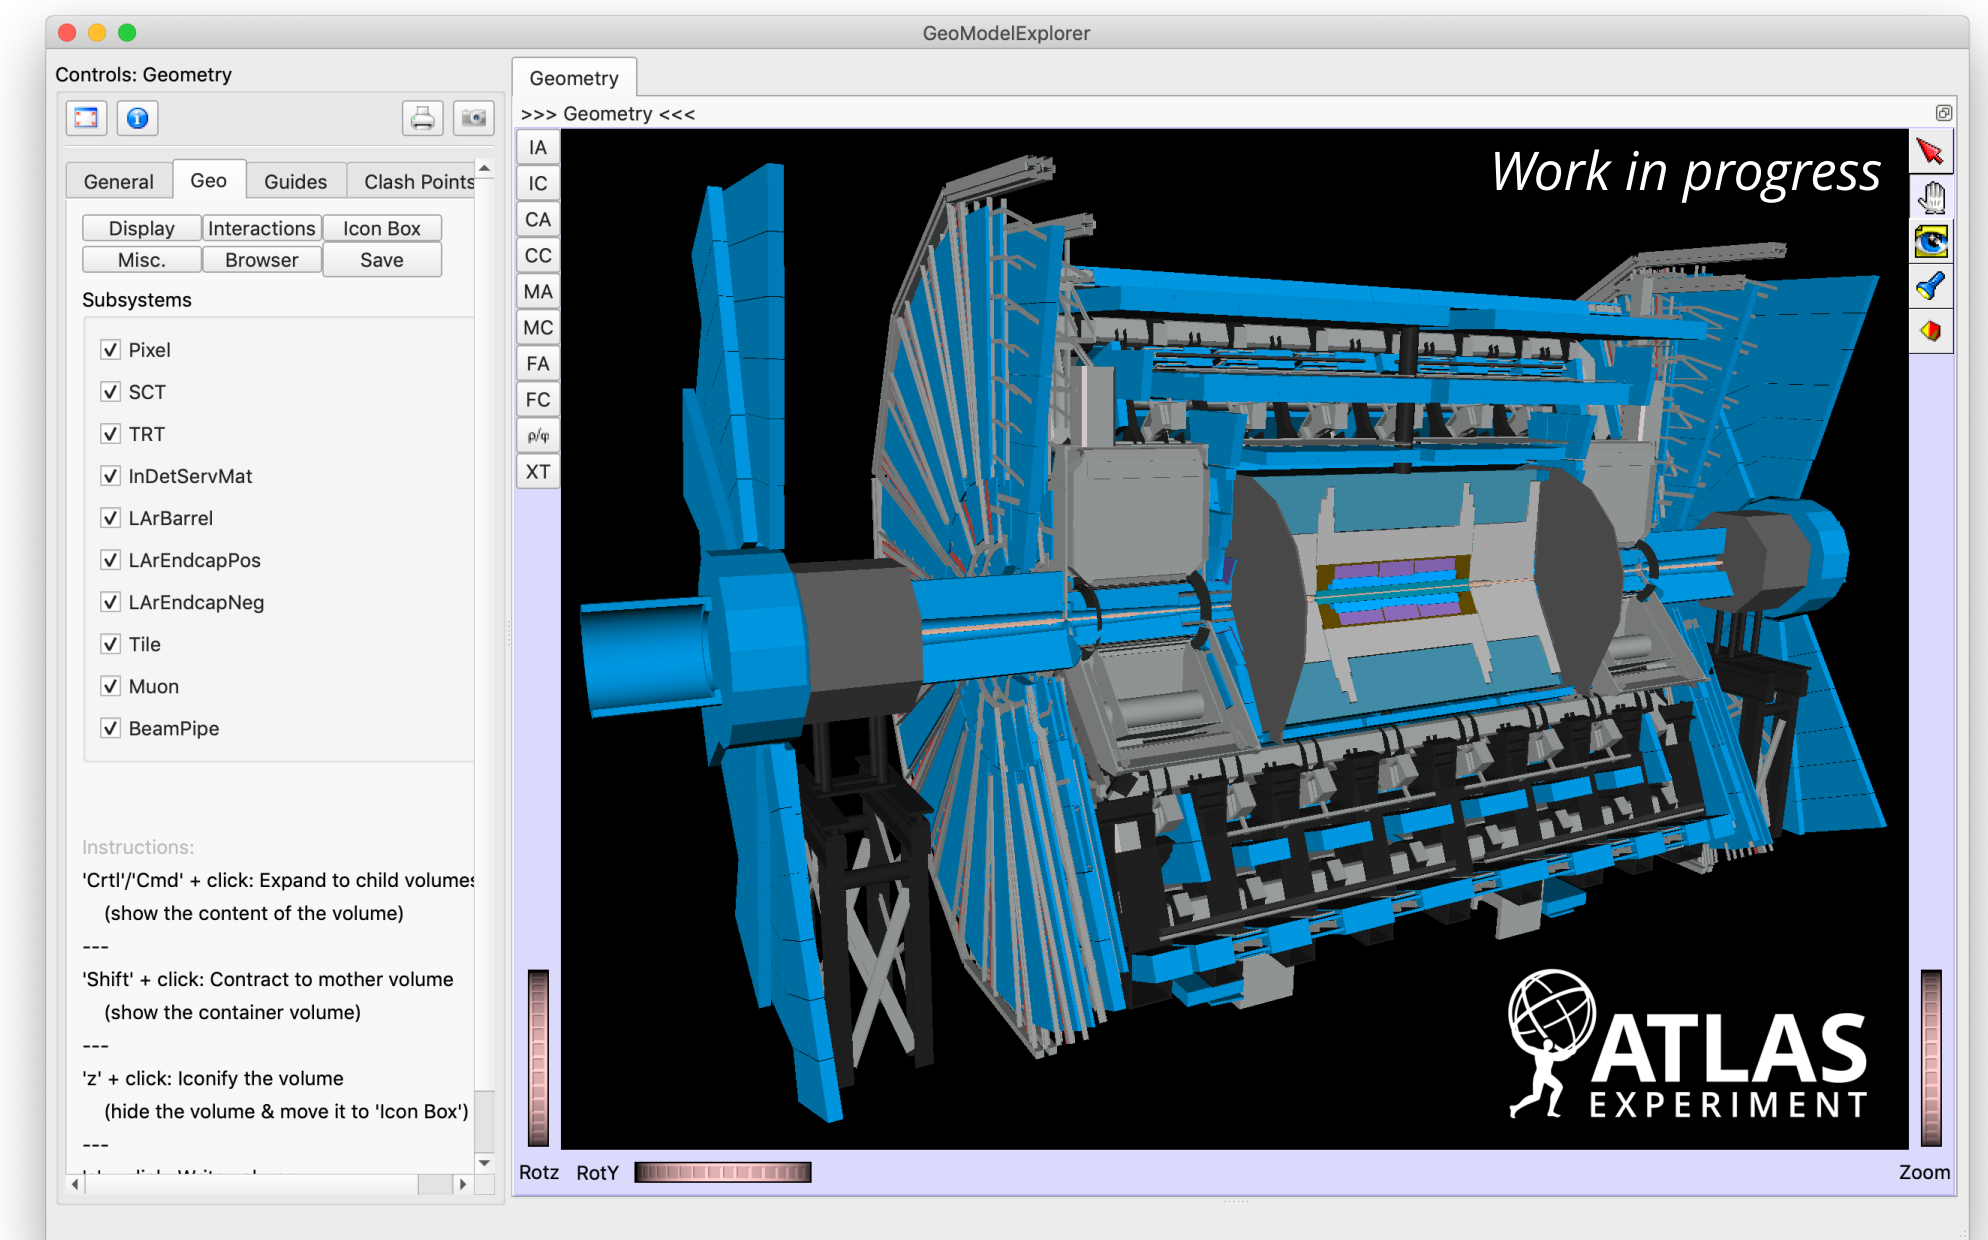 GeoModelExplorer
Controls: Geometry
General
Geo
Guides
Clash Points
Display
Interactions
Icon Box
Misc.
Browser
Save
Subsystems
Pixel
SCT
TRT
InDetServMat
LArBarrel
LArEndcapPos
LArEndcapNeg
Tile
Muon
BeamPipe
Instructions:
'Crtl'/'Cmd' + click: Expand to child volumes
(show the content of the volume)
---
'Shift' + click: Contract to mother volume
(show the container volume)
---
'z' + click: Iconify the volume
(hide the volume & move it to 'Icon Box')
---
Geometry
>>> Geometry <<<
IA
IC
CA
CC
MA
MC
FA
FC
ρ/φ
XT
Work in progress
ATLAS
EXPERIMENT
Rotz
RotY
Zoom